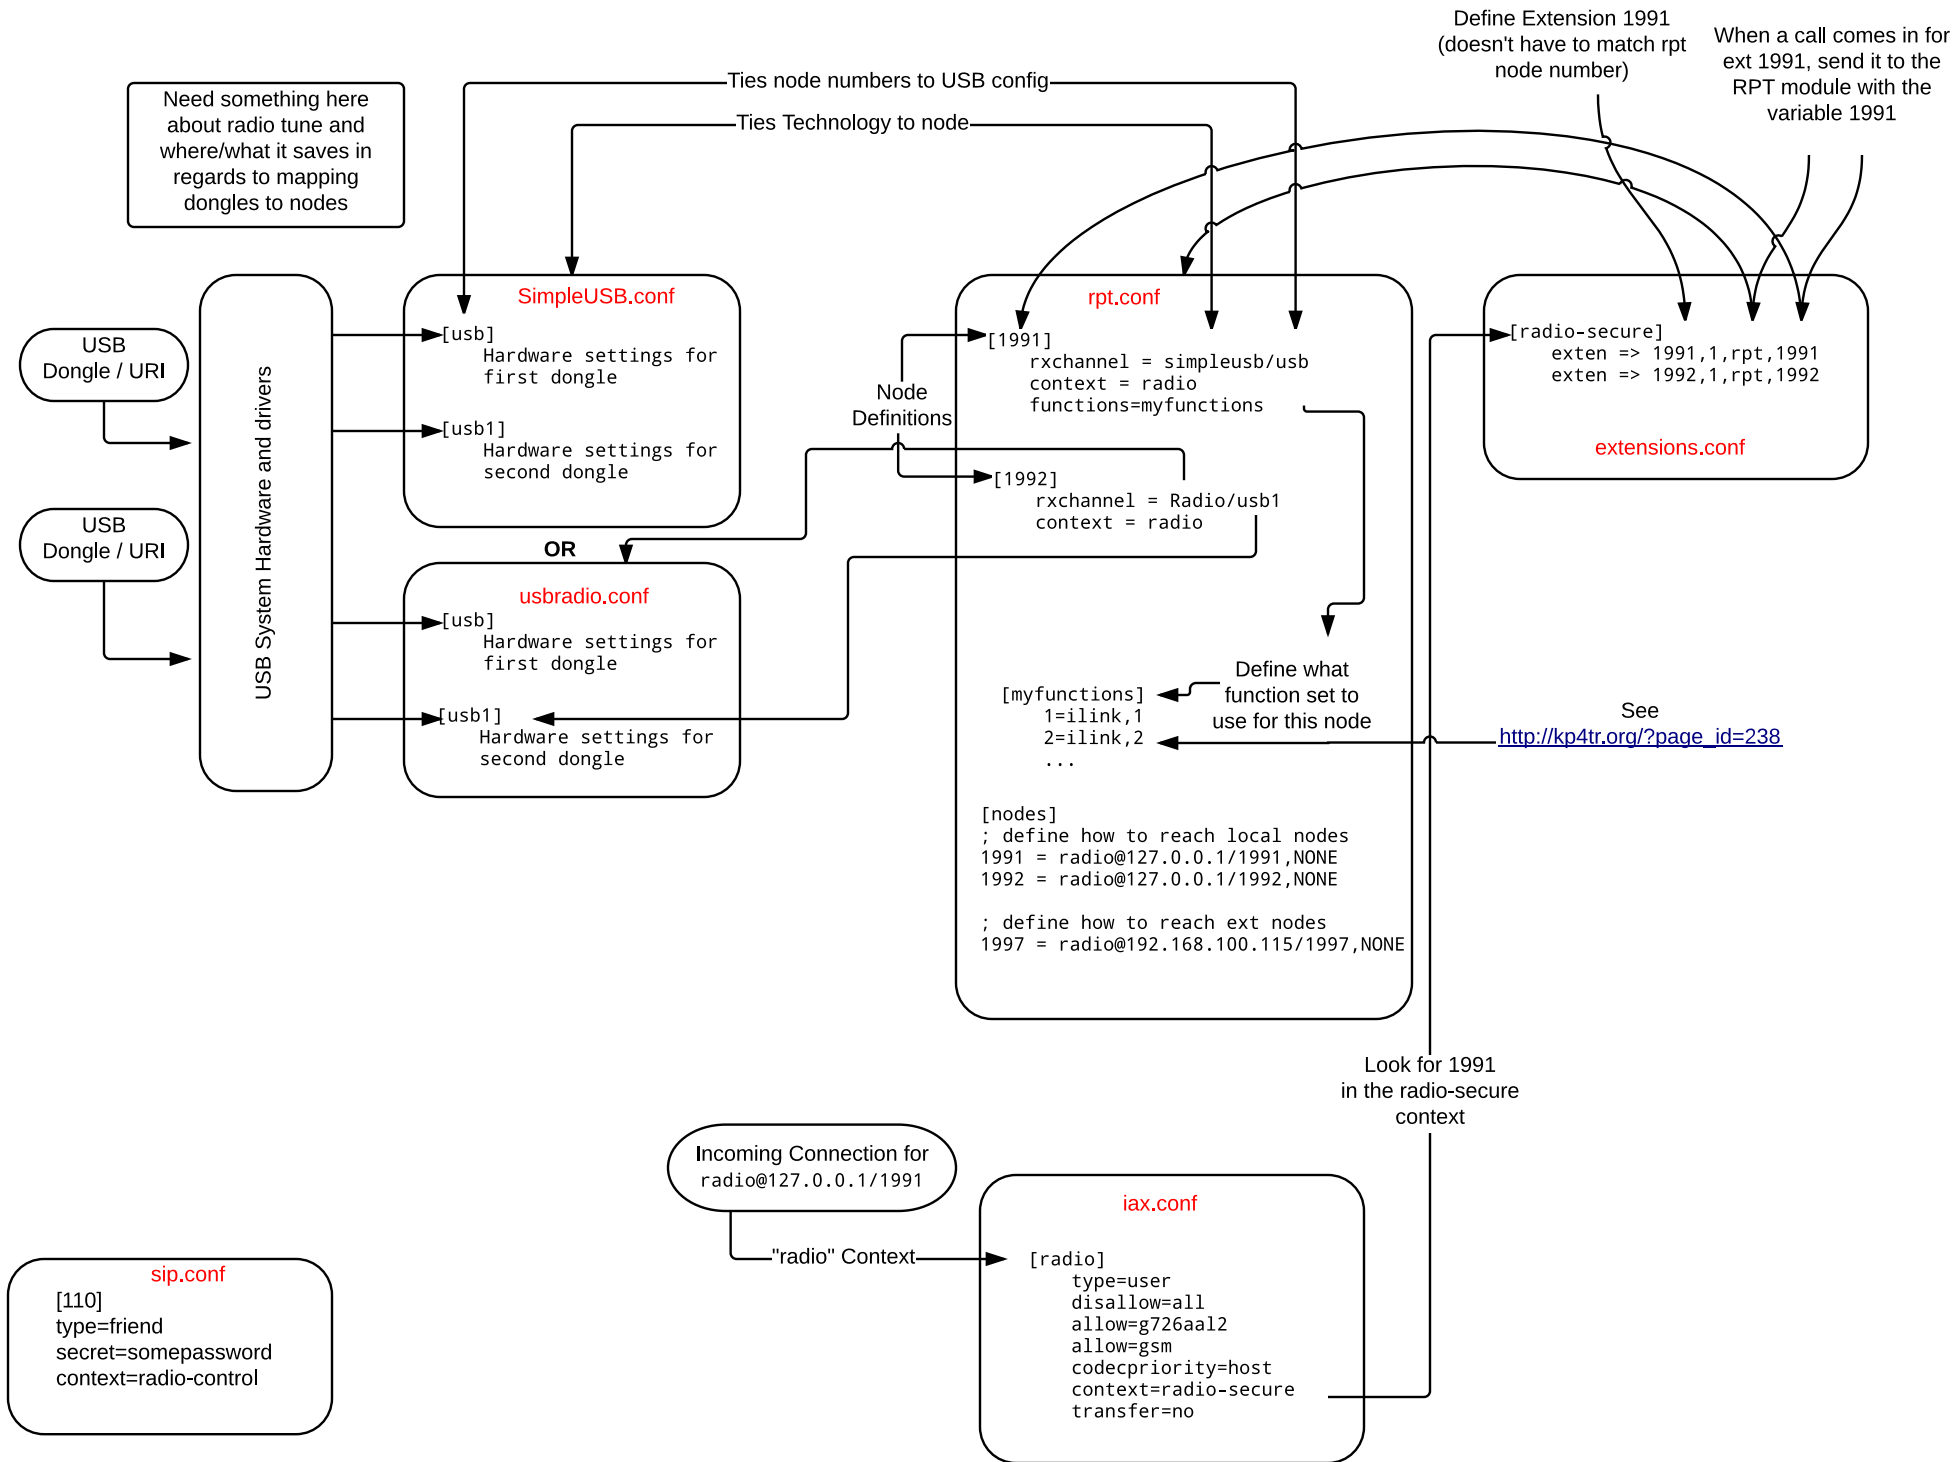 Define Extension 1991
(doesn't have to match rpt
node number)
When a call comes in for
ext 1991, send it to the
RPT module with the
variable 1991
Ties node numbers to USB config
Ties Technology to node
Need something here
about radio tune and
where/what it saves in
regards to mapping
dongles to nodes
USB
Dongle / URI
USB
Dongle / URI
USB System Hardware and drivers
SimpleUSB.conf
[usb]
Hardware settings for
first dongle
[usb1]
Hardware settings for
second dongle
OR
usbradio.conf
[usb]
Hardware settings for
first dongle
[usb1]
Hardware settings for
second dongle
Node
Definitions
rpt.conf
[1991]
rxchannel = simpleusb/usb
context = radio
functions=myfunctions
[1992]
rxchannel = Radio/usb1
context = radio
Define what
function set to
use for this node
[myfunctions]
1=ilink,1
2=ilink,2
...
[nodes]
; define how to reach local nodes
1991 = radio@127.0.0.1/1991,NONE
1992 = radio@127.0.0.1/1992,NONE
; define how to reach ext nodes
1997 = radio@192.168.100.115/1997,NONE
[radio-secure]
exten => 1991,1,rpt,1991
exten => 1992,1,rpt,1992
extensions.conf
See
http://kp4tr.org/?page_id=238
Look for 1991
in the radio-secure
context
Incoming Connection for
radio@127.0.0.1/1991
"radio" Context
iax.conf
[radio]
type=user
disallow=all
allow=g726aal2
allow=gsm
codecpriority=host
context=radio-secure
transfer=no
sip.conf
[110]
type=friend
secret=somepassword
context=radio-control